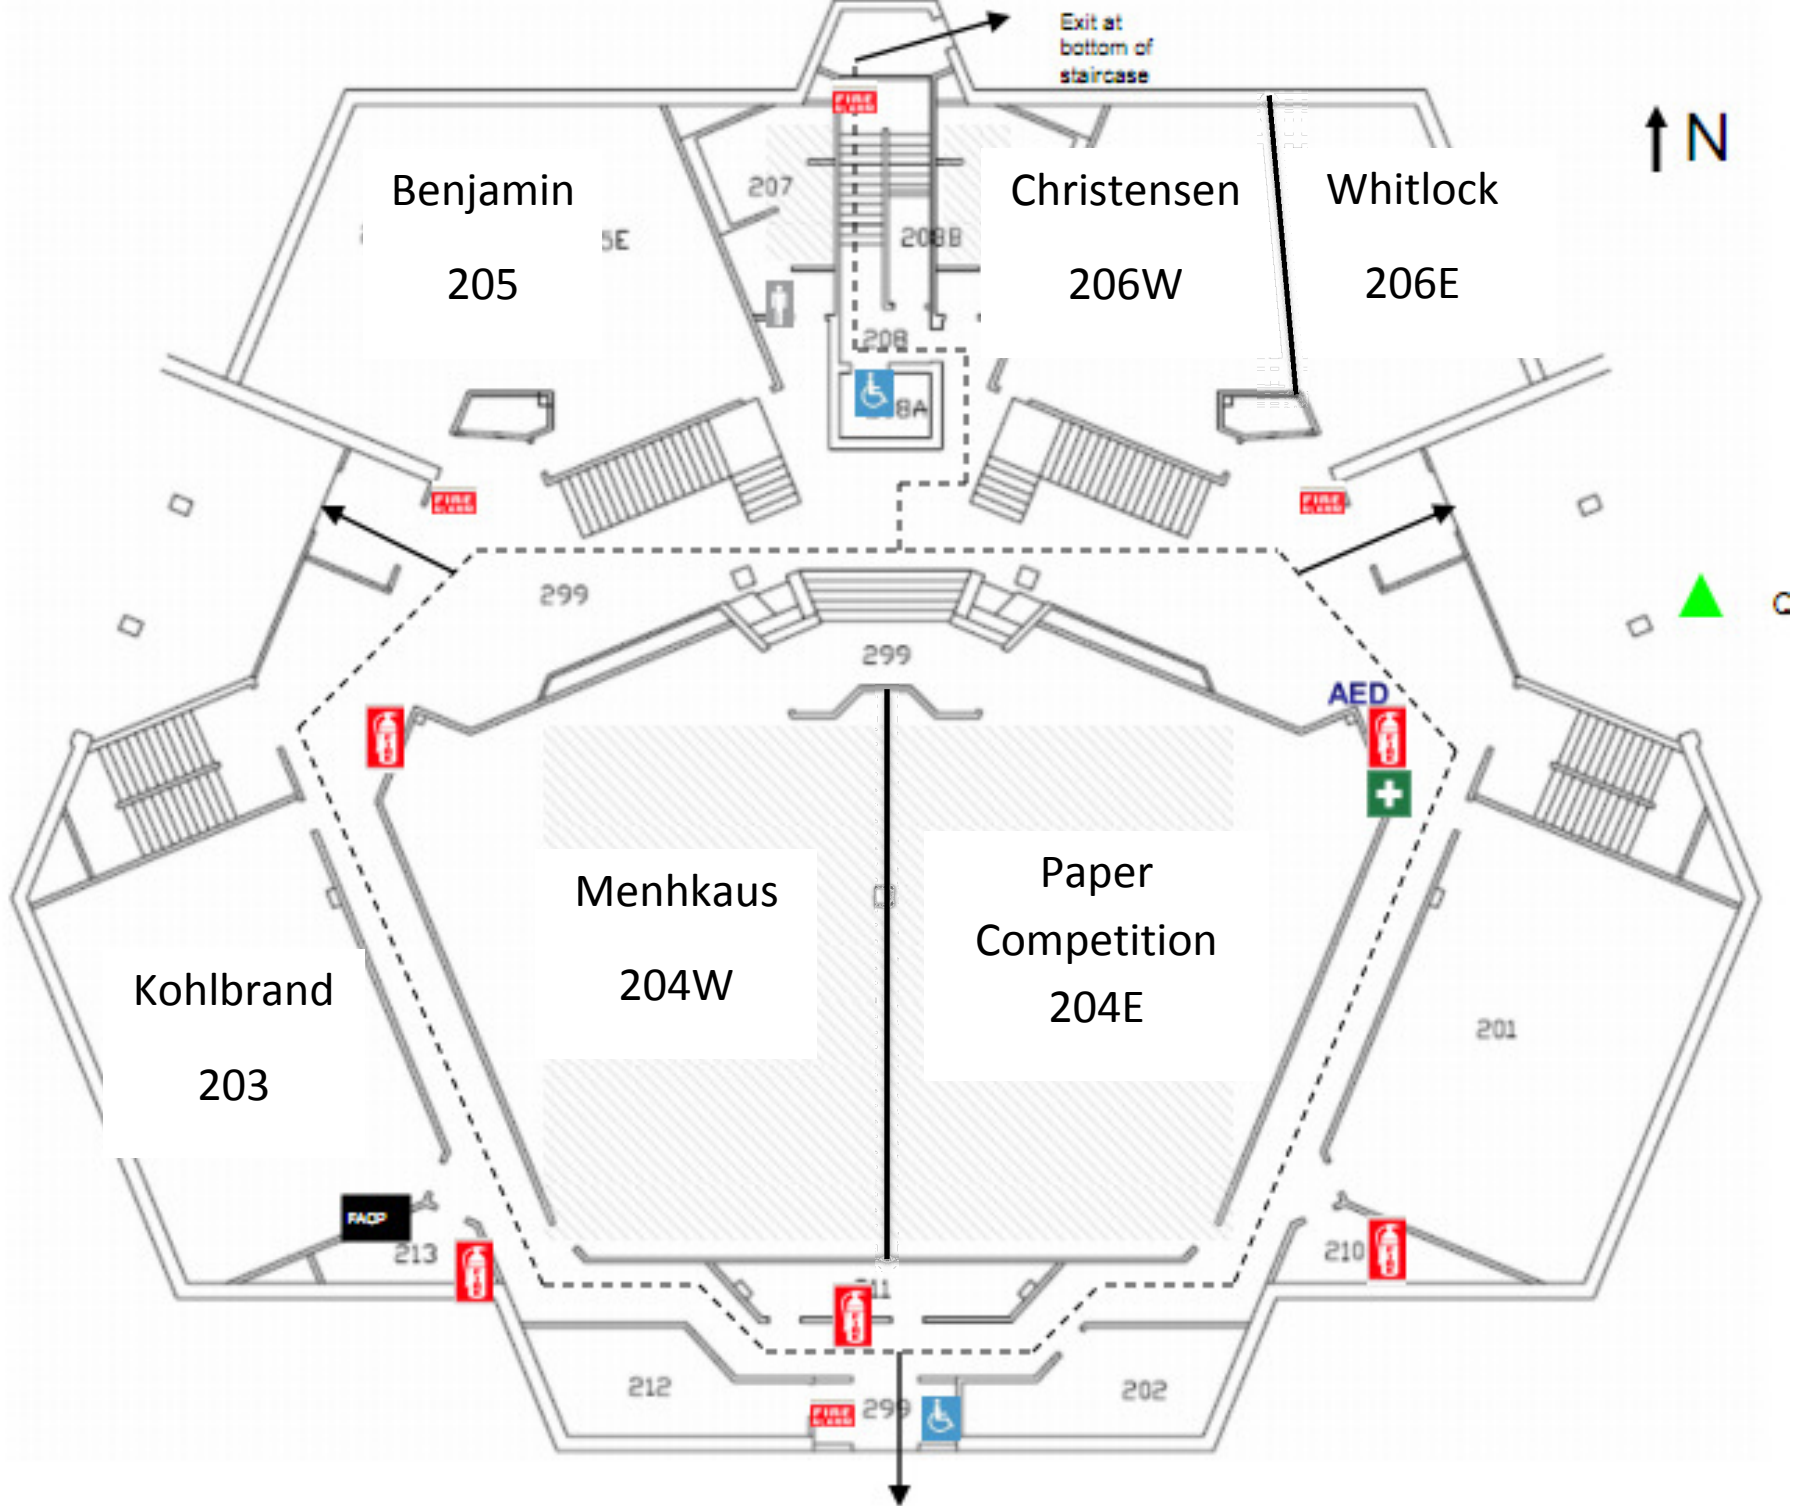 Exit at
bottom of
staircase
FIRE
ALARM
N
Benjamin
205
5E
207
208B
Christensen
206W
Whitlock
206E
208
8A
FIRE
ALARM
FIRE
ALARM
299
299
AED
Menhkaus
204W
Paper
Competition
204E
Kohlbrand
203
201
213
210
11
212
FIRE
ALARM
299
202